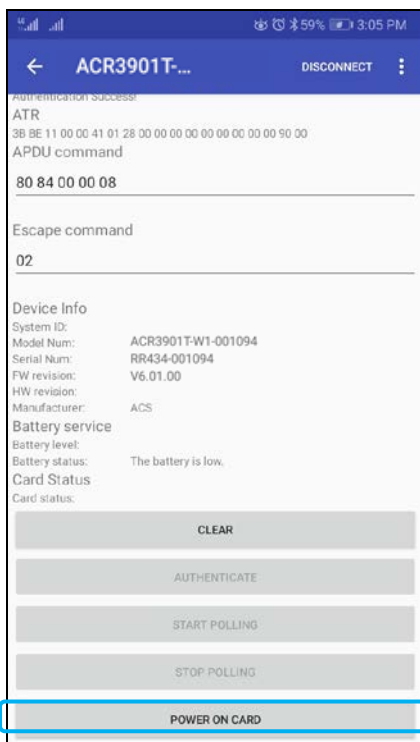 59% 3:05 PM
ACR3901T-... DISCONNECT
Authentication Success!
ATR
3B BE 11 00 00 41 01 28 00 00 00 00 00 00 00 00 00 90 00
APDU command
80 84 00 00 08
Escape command
02
Device Info
System ID:
Model Num: ACR3901T-W1-001094
Serial Num: RR434-001094
FW revision: V6.01.00
HW revision:
Manufacturer: ACS
Battery service
Battery level:
Battery status: The battery is low.
Card Status
Card status:
CLEAR
AUTHENTICATE
START POLLING
STOP POLLING
POWER ON CARD